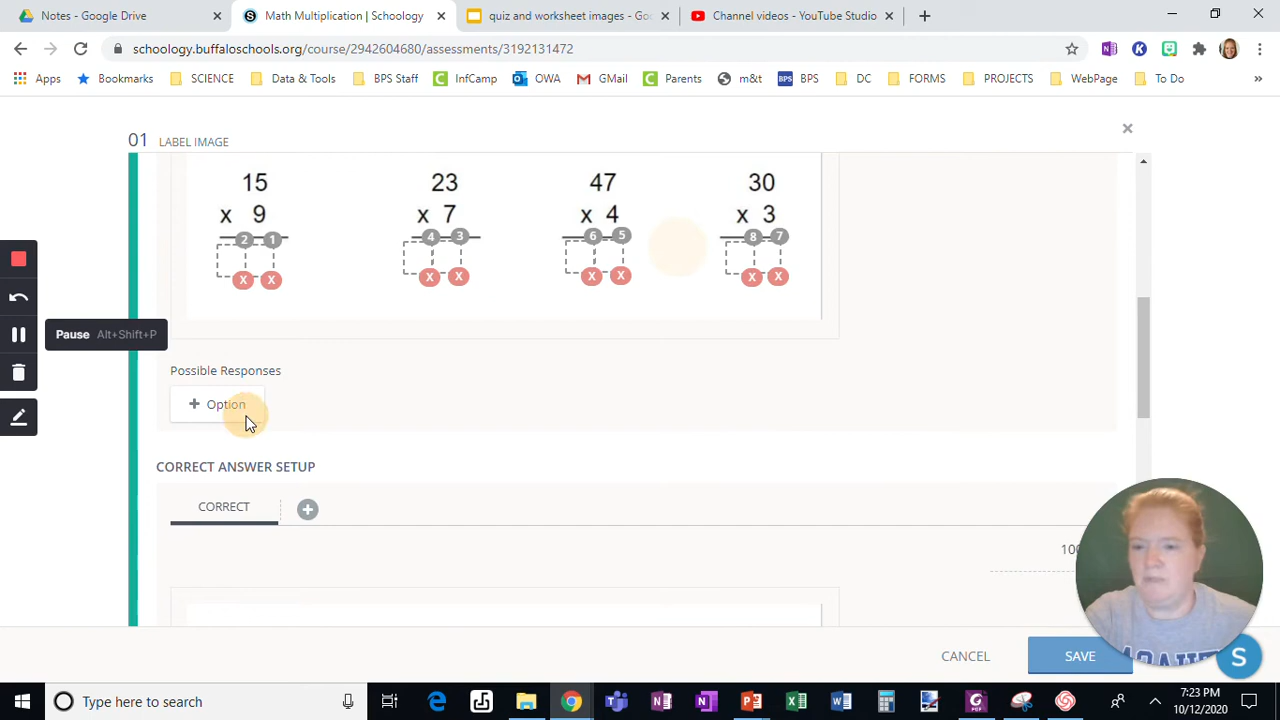 Notes - Google Drive
Math Multiplication | Schoology
quiz and worksheet images - Goo
Channel videos - YouTube Studio
schoology.buffaloschools.org/course/2942604680/assessments/3192131472
Apps
Bookmarks
SCIENCE
Data & Tools
BPS Staff
InfCamp
OWA
GMail
Parents
m&t
BPS BPS
DC
FORMS
PROJECTS
WebPage
To Do
»
01 LABEL IMAGE
15 23 47 30
x 9 x 7 x 4 x 3
2 1 4 3 6 5 8 7
X X X X X X X X
Pause Alt+Shift+P
Possible Responses
+ Option
CORRECT ANSWER SETUP
CORRECT
100
CANCEL
SAVE
S
Type here to search
7:23 PM
10/12/2020